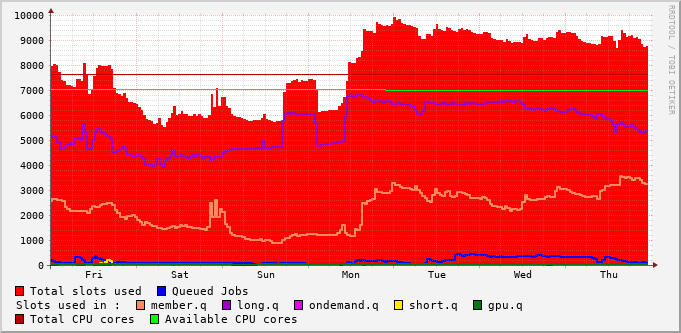 10000
9000
8000
7000
6000
5000
4000
3000
2000
1000
0
Fri Sat Sun Mon Tue Wed Thu
RRDTOOL / TOBI OETIKER
Total slots used Queued Jobs
Slots used in : member.q long.q ondemand.q short.q gpu.q
Total CPU cores Available CPU cores